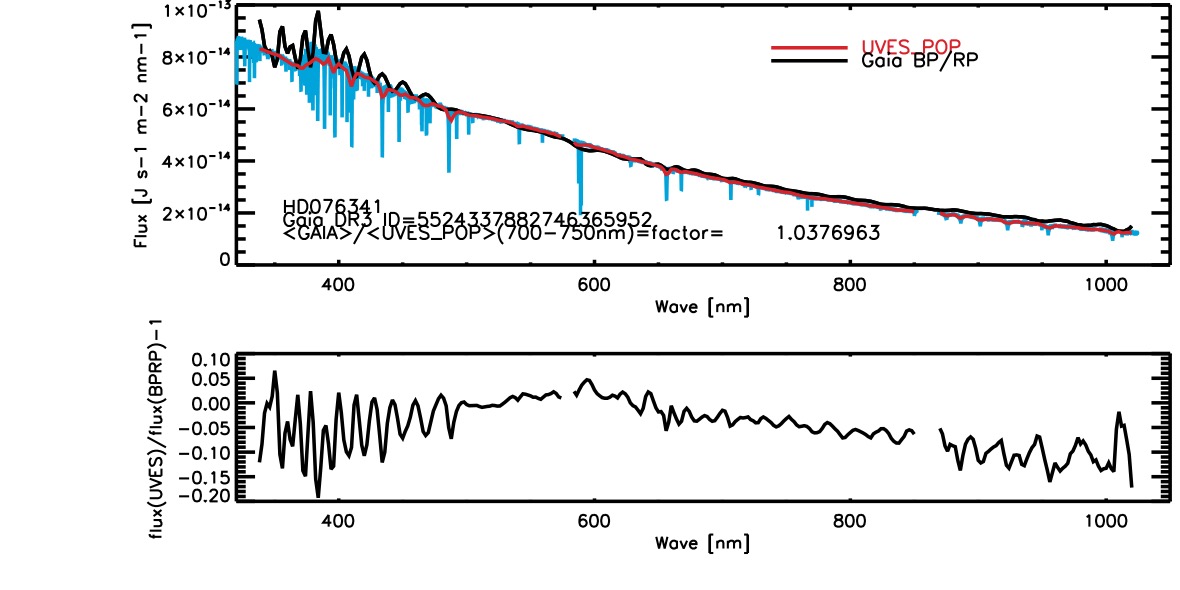 1×10−13
8×10−14
6×10−14
4×10−14
2×10−14
0
Flux [J s−1 m−2 nm−1]
UVES_POP
Gaia BP/RP
HD076341
Gaia DR3 ID=5524337882746365952
<GAIA>/<UVES_POP>(700−750nm)=factor= 1.0376963
400 600 800 1000
Wave [nm]
0.10
0.05
0.00
−0.05
−0.10
−0.15
−0.20
flux(UVES)/flux(BPRP)−1
400 600 800 1000
Wave [nm]